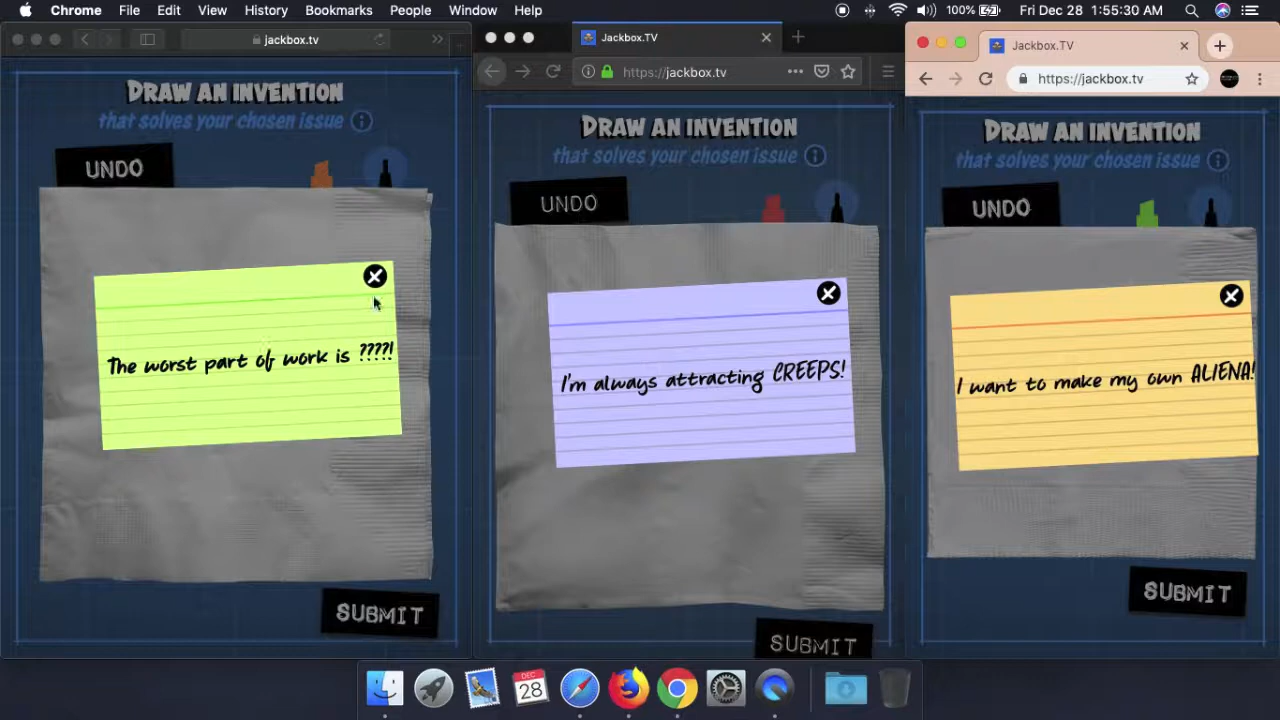 Chrome File Edit View History Bookmarks People Window Help 100% Fri Dec 28 1:55:30 AM
jackbox.tv
DRAW AN INVENTION
that solves your chosen issue i
UNDO
The worst part of work is ????!
SUBMIT
Jackbox.TV
https://jackbox.tv
DRAW AN INVENTION
that solves your chosen issue i
UNDO
I'm always attracting CREEPS!
SUBMIT
Jackbox.TV
https://jackbox.tv
DRAW AN INVENTION
that solves your chosen issue i
UNDO
I want to make my own ALIENA!
SUBMIT
DEC
28